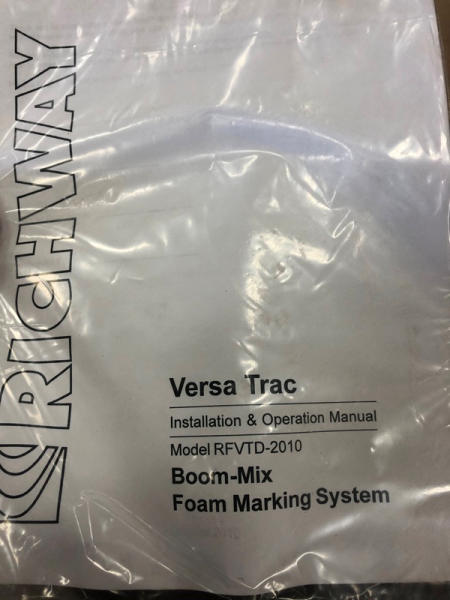 RICHWAY
Versa Trac
Installation & Operation Manual
Model RFVTD-2010
Boom-Mix
Foam Marking System